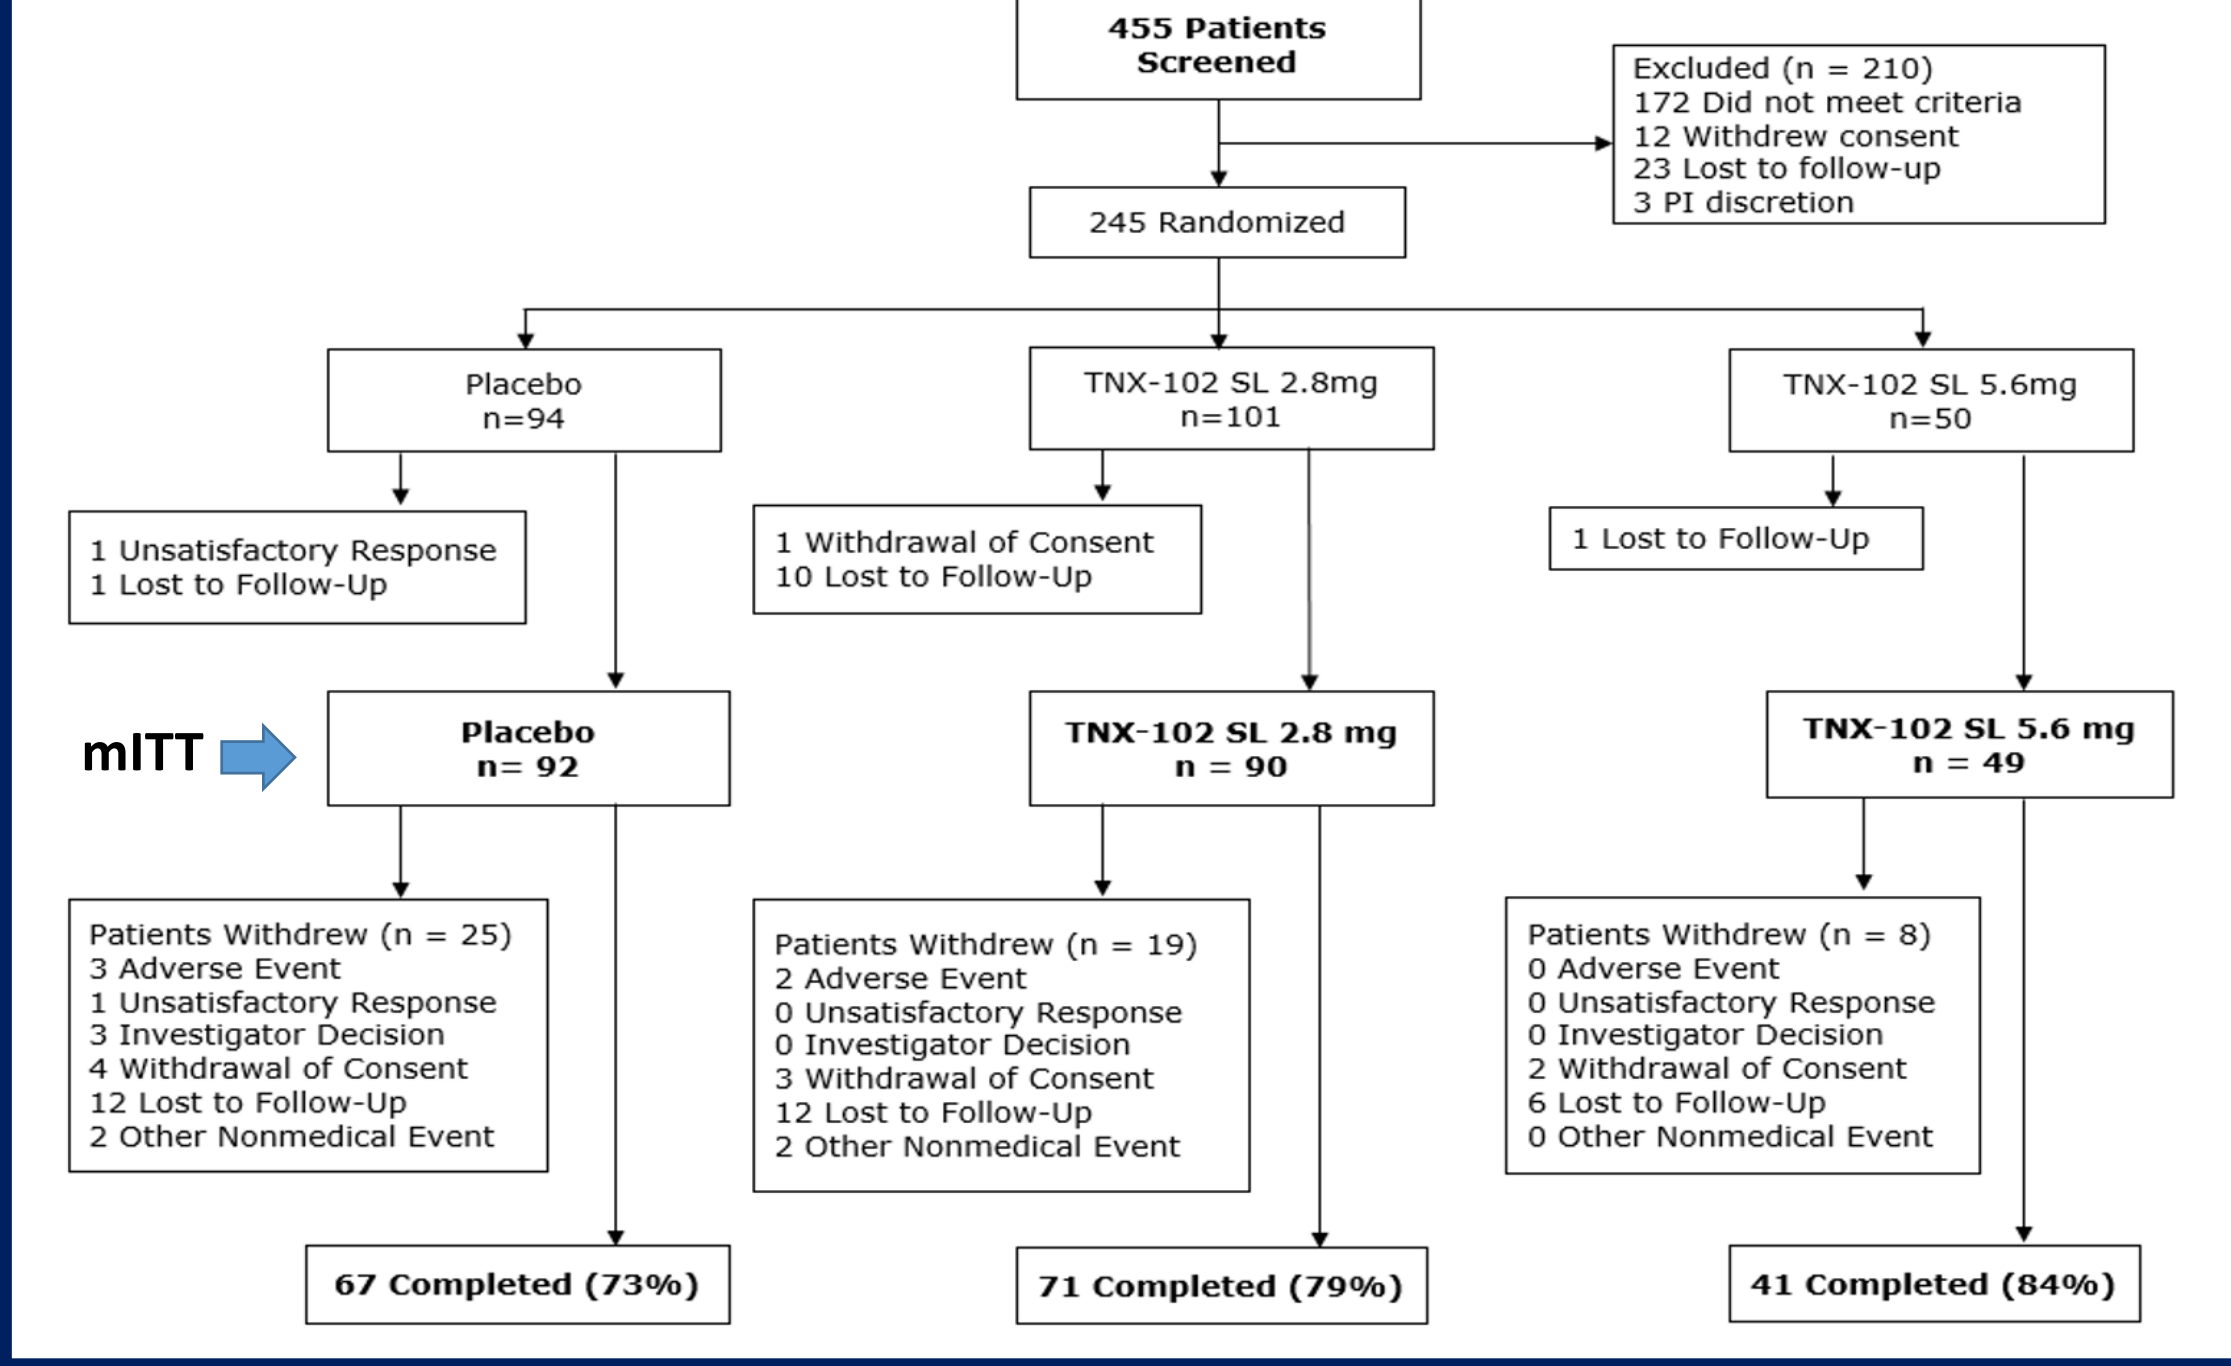 455 Patients
Screened
Excluded (n = 210)
172 Did not meet criteria
12 Withdrew consent
23 Lost to follow-up
3 PI discretion
245 Randomized
Placebo
n=94
TNX-102 SL 2.8mg
n=101
TNX-102 SL 5.6mg
n=50
1 Unsatisfactory Response
1 Lost to Follow-Up
1 Withdrawal of Consent
10 Lost to Follow-Up
1 Lost to Follow-Up
mITT
Placebo
n= 92
TNX-102 SL 2.8 mg
n = 90
TNX-102 SL 5.6 mg
n = 49
Patients Withdrew (n = 25)
3 Adverse Event
1 Unsatisfactory Response
3 Investigator Decision
4 Withdrawal of Consent
12 Lost to Follow-Up
2 Other Nonmedical Event
Patients Withdrew (n = 19)
2 Adverse Event
0 Unsatisfactory Response
0 Investigator Decision
3 Withdrawal of Consent
12 Lost to Follow-Up
2 Other Nonmedical Event
Patients Withdrew (n = 8)
0 Adverse Event
0 Unsatisfactory Response
0 Investigator Decision
2 Withdrawal of Consent
6 Lost to Follow-Up
0 Other Nonmedical Event
67 Completed (73%)
71 Completed (79%)
41 Completed (84%)